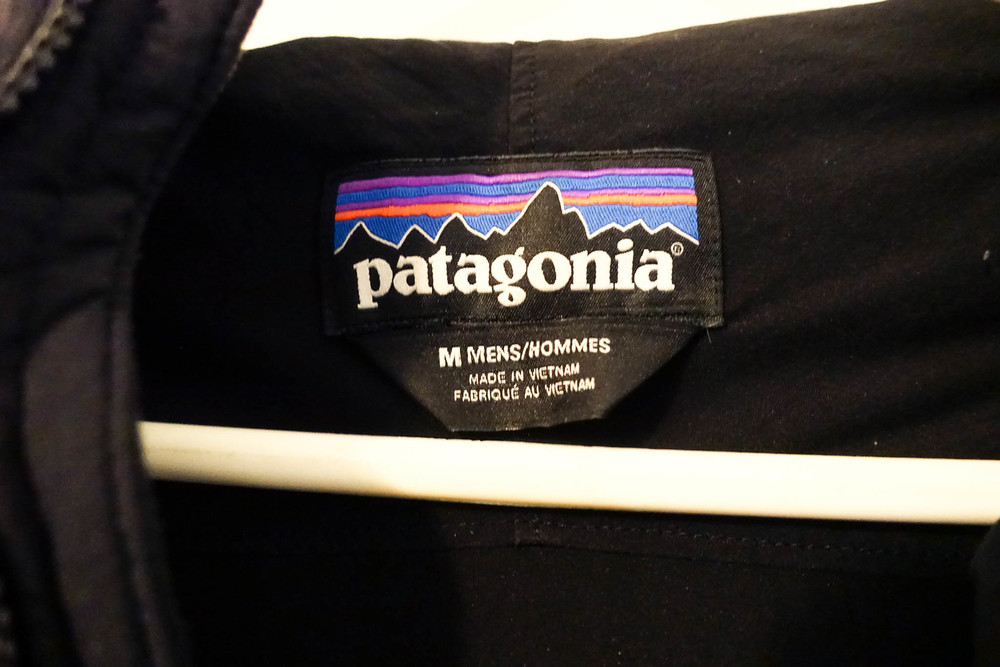 patagonia®
M MENS/HOMMES
MADE IN VIETNAM
FABRIQUÉ AU VIETNAM